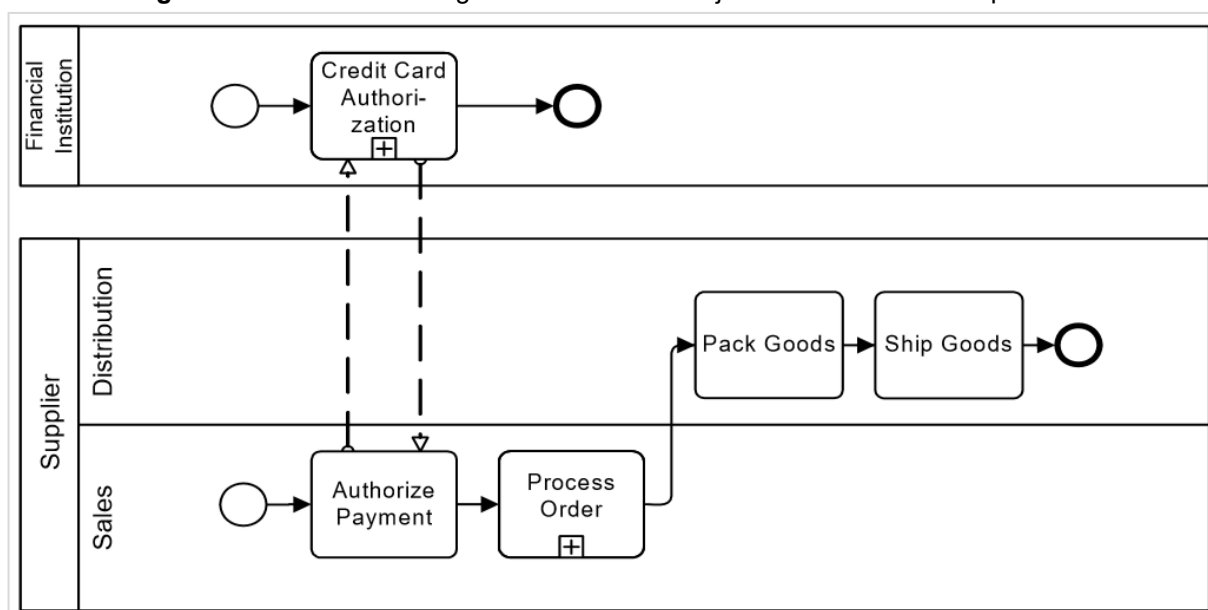 Financial
Institution
Credit Card
Authori-
zation
Supplier
Distribution
Pack Goods
Ship Goods
Sales
Authorize
Payment
Process
Order